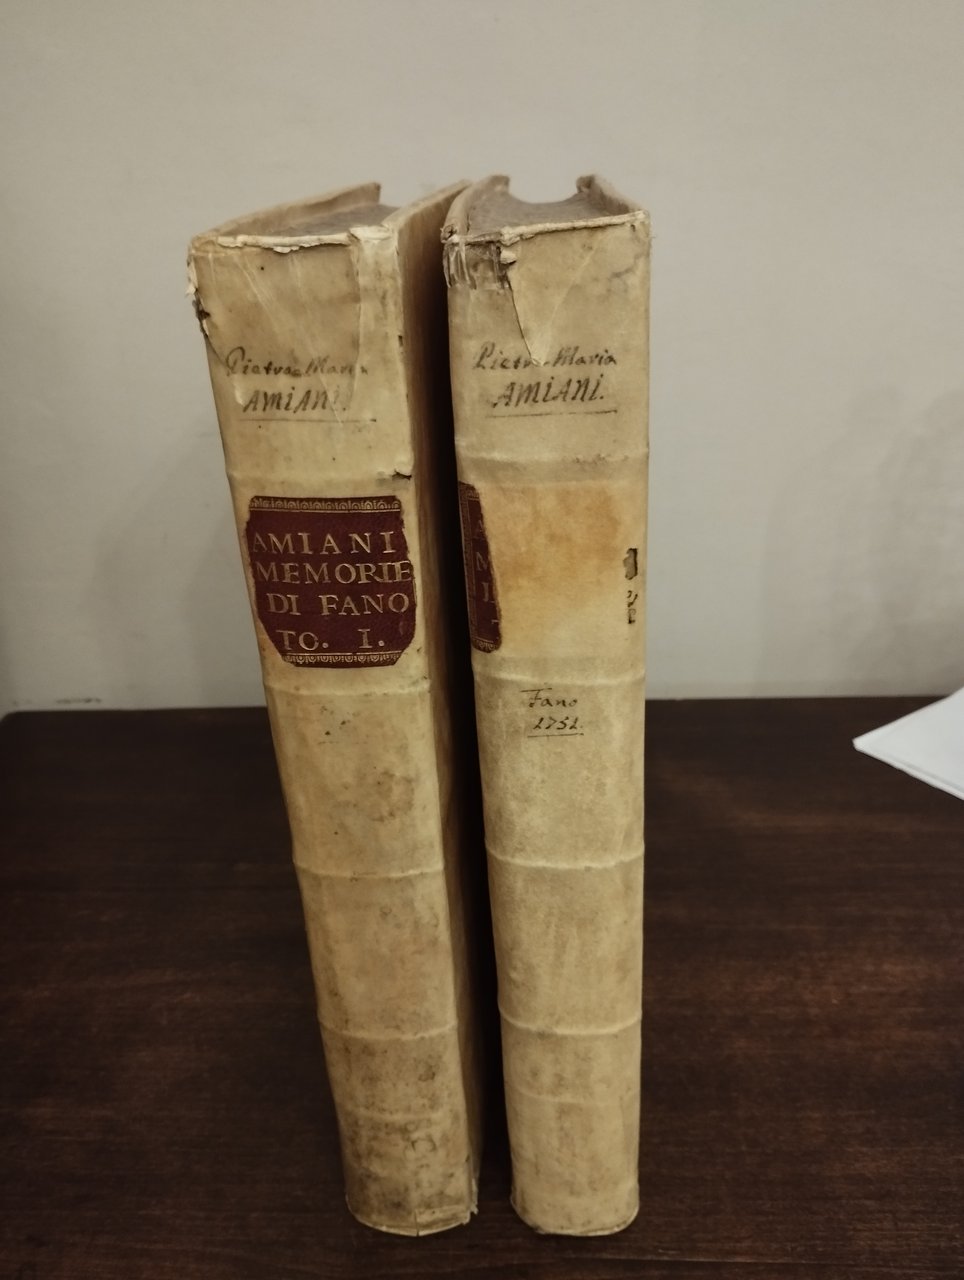 Pietro Maria
AMIANI.
AMIANI
MEMORIE
DI FANO
TO. I.
Pietro Maria
AMIANI.
A
M
Fano
1751.